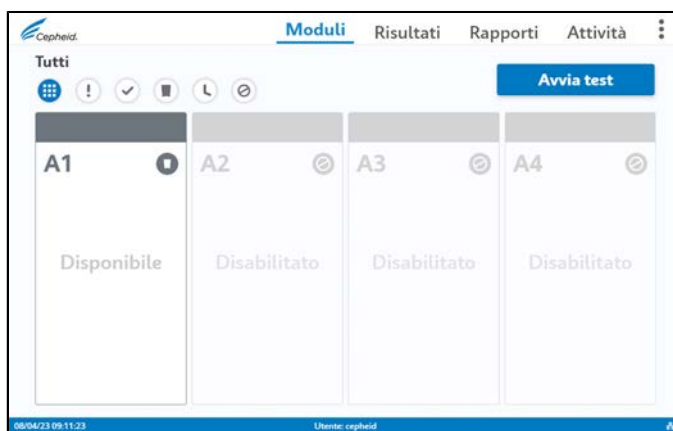 Cepheid.
Moduli Risultati Rapporti Attività
Tutti
Avvia test
A1 A2 A3 A4
Disponibile Disabilitato Disabilitato Disabilitato
08/04/23 09:11:23 Utente: cepheid